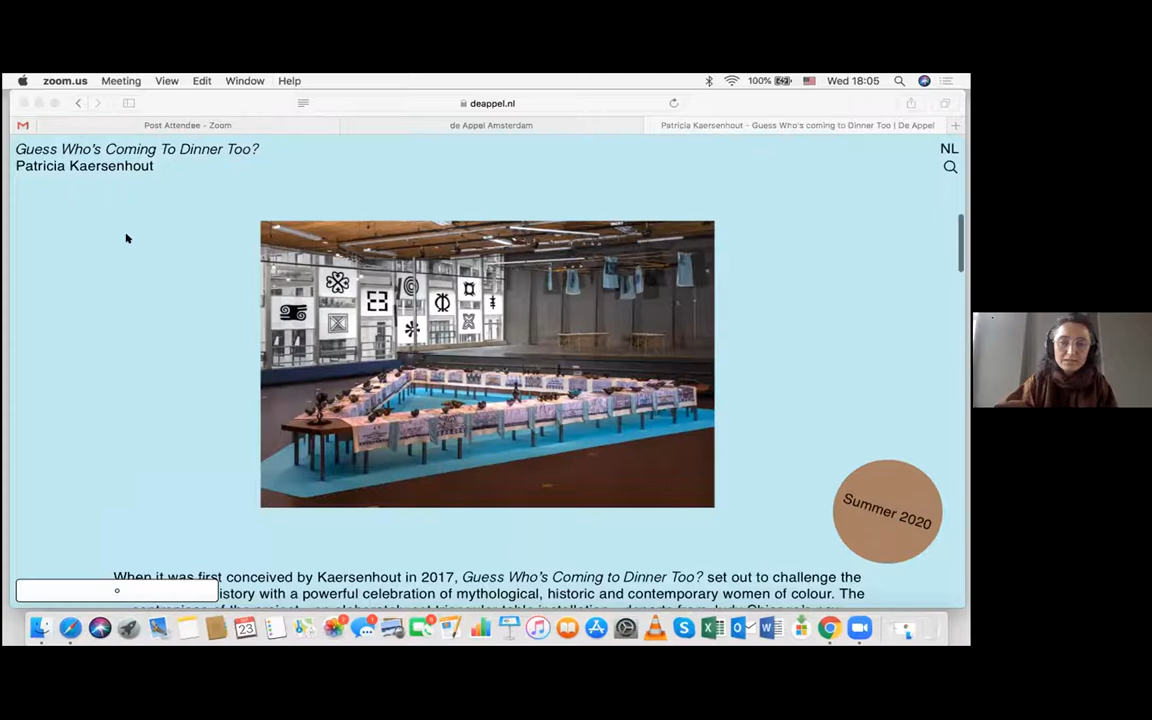 zoom.us Meeting View Edit Window Help 100% Wed 18:05
deappel.nl
Post Attendee - Zoom de Appel Amsterdam Patricia Kaersenhout - Guess Who's coming to Dinner Too | De Appel
Guess Who's Coming To Dinner Too? NL
Patricia Kaersenhout
Summer 2020
When it was first conceived by Kaersenhout in 2017, Guess Who's Coming to Dinner Too? set out to challenge the
istory with a powerful celebration of mythological, historic and contemporary women of colour. The
23